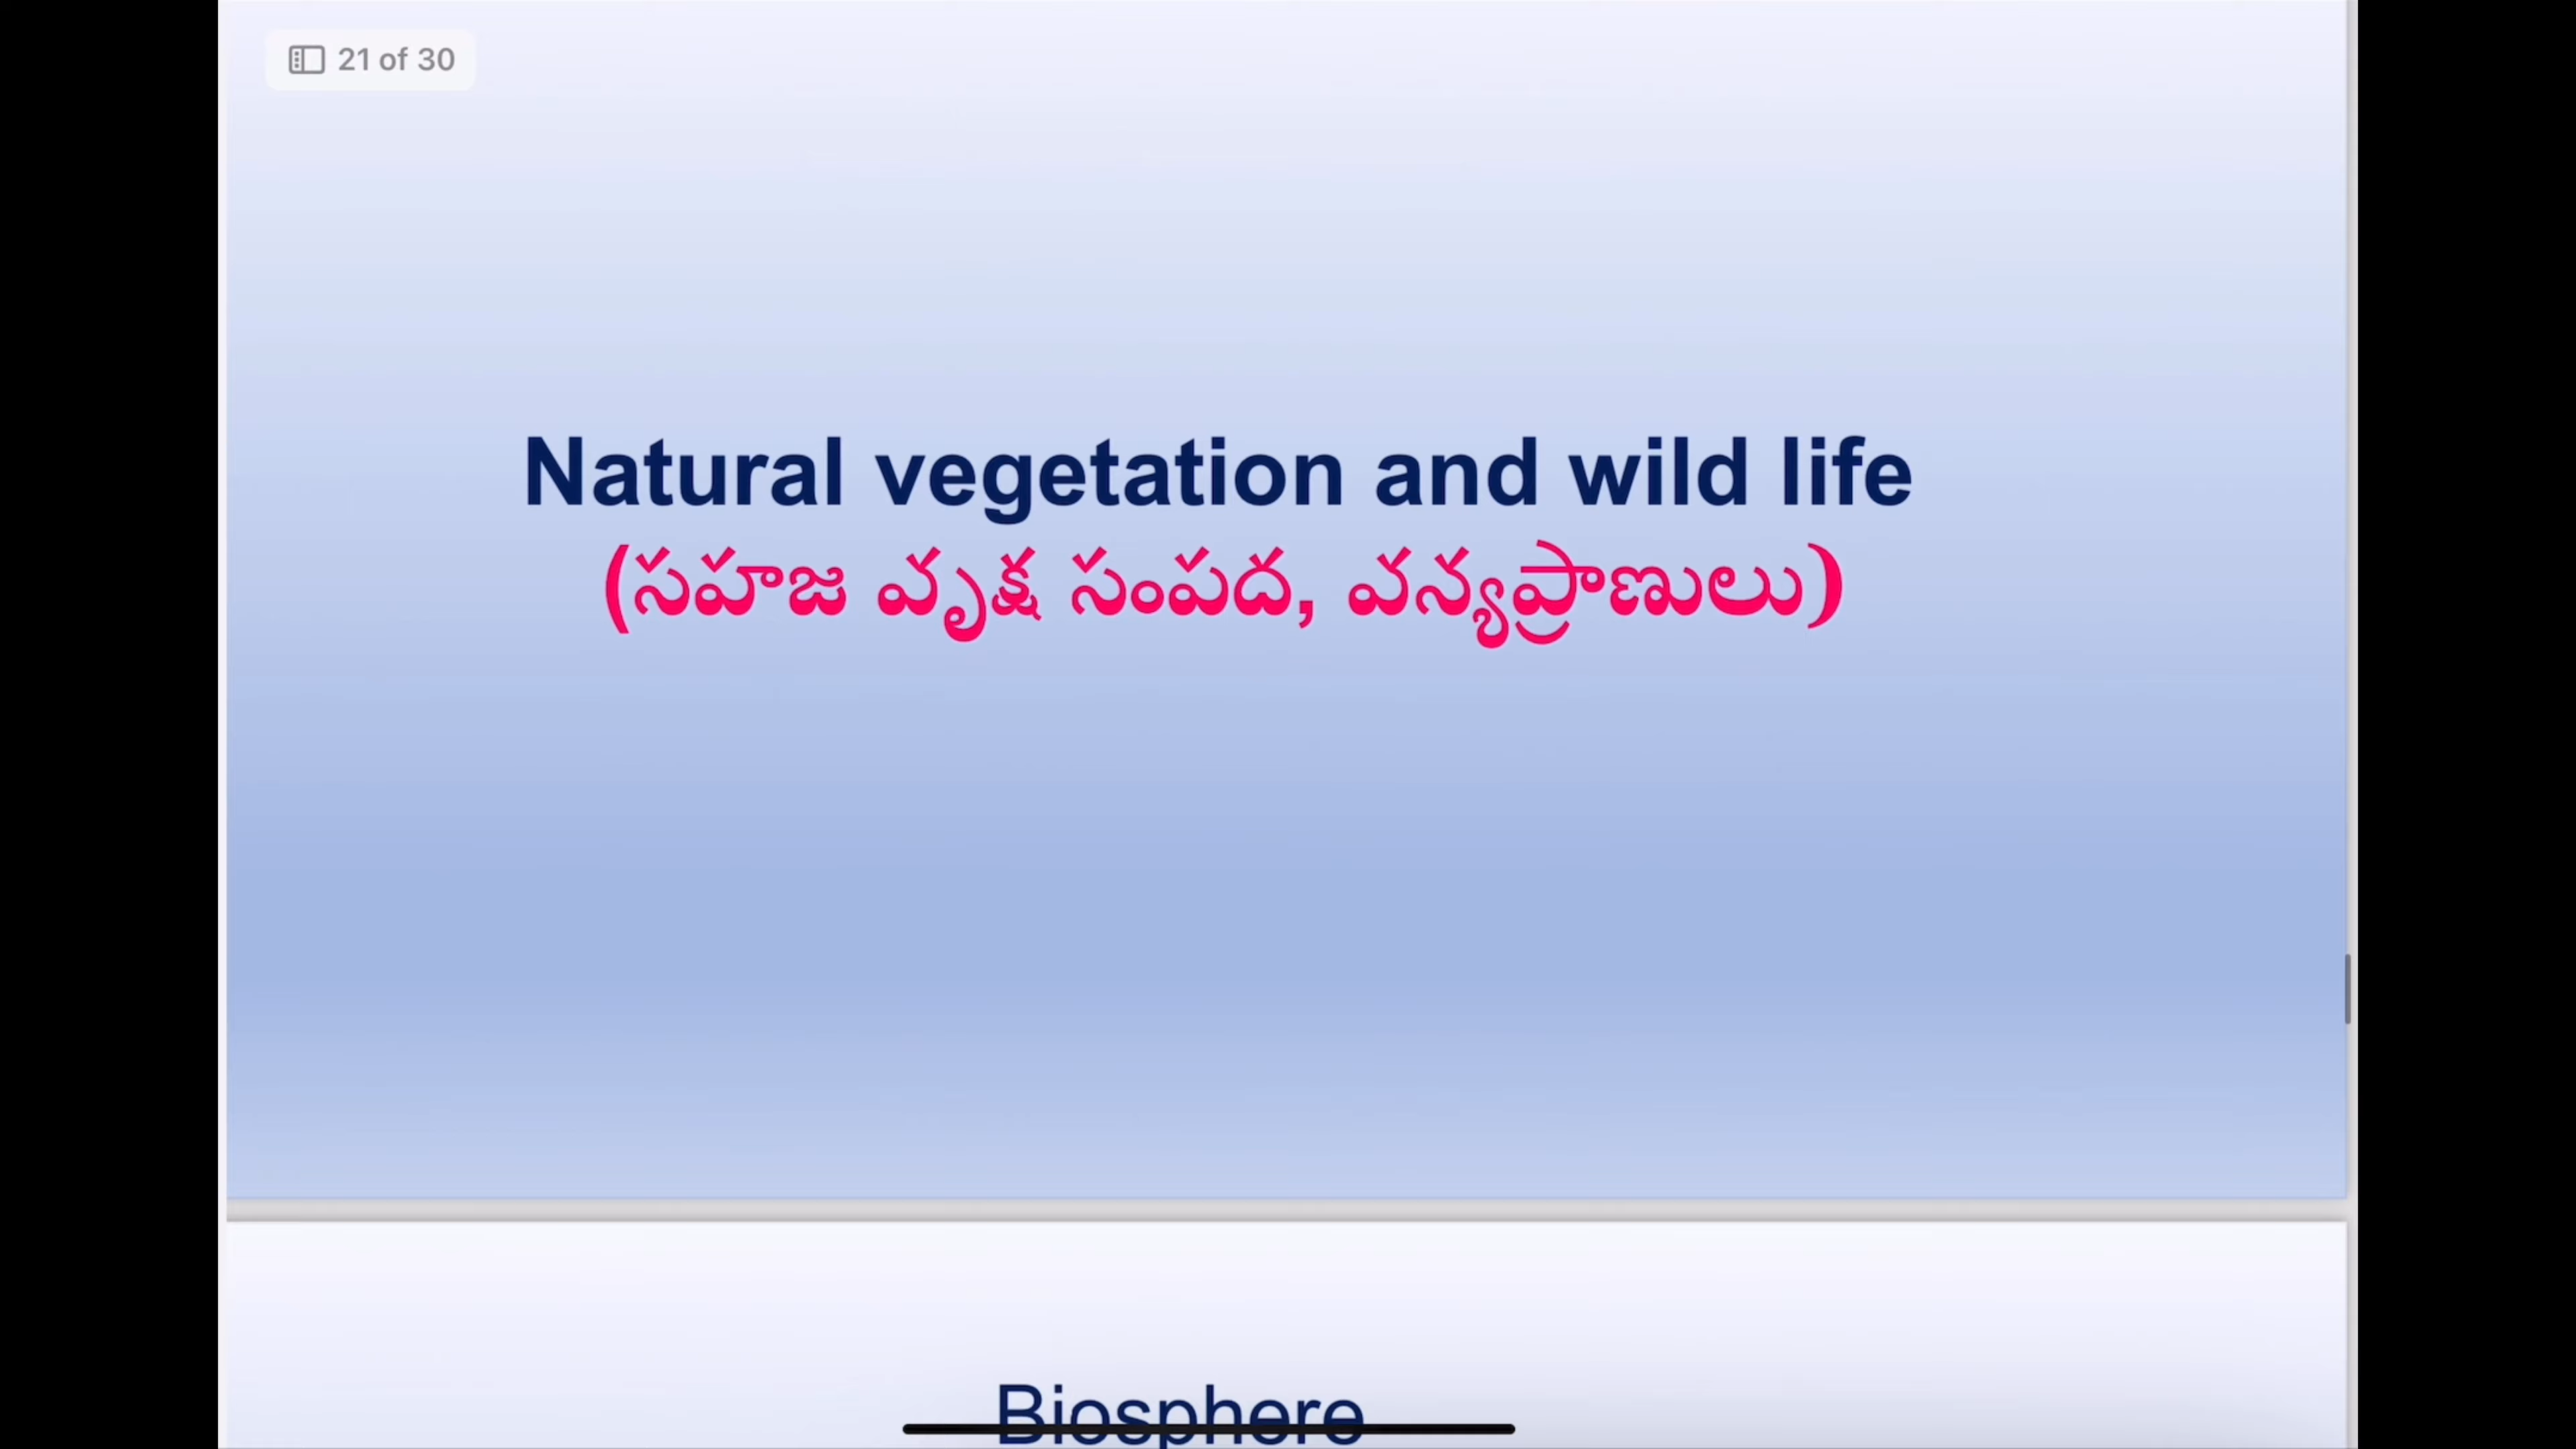 21 of 30
Natural vegetation and wild life
(సహజ వృక్ష సంపద, వన్యప్రాణులు)
Biosphere